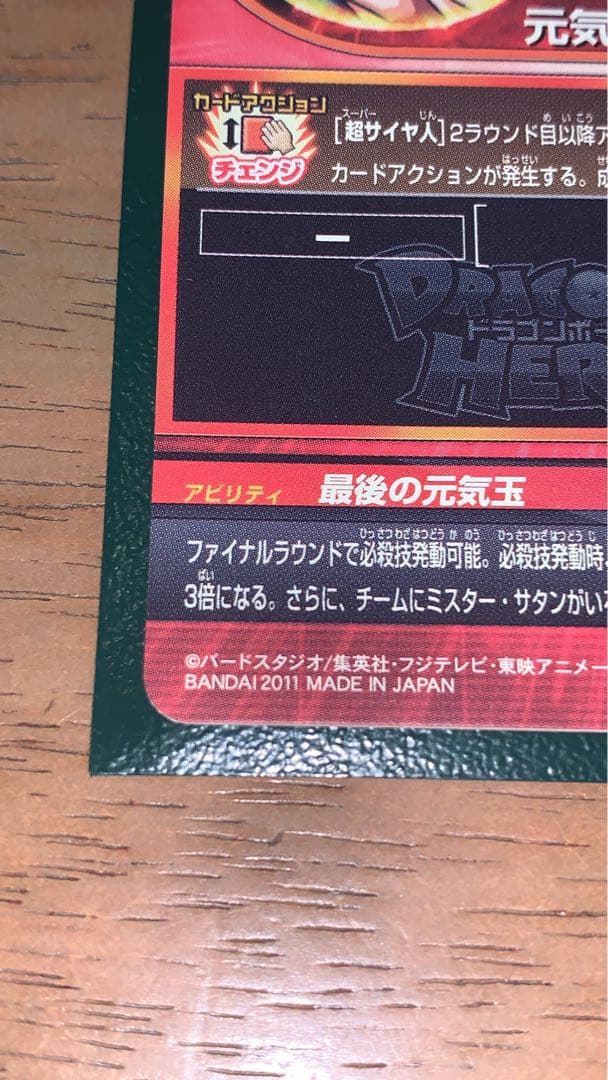 元気
カードアクション
チェンジ
スーパー じん め いこう
[超サイヤ人]2ラウンド目以降ア
はっせい
カードアクションが発生する。
ー
DRAGO
ドラゴンボー
HER
アビリティ 最後の元気玉
ひっさつわざはつどう か のう ひっさつわざはつどう じ
ファイナルラウンドで必殺技発動可能。必殺技発動時、
ばい
3倍になる。さらに、チームにミスター・サタンがい
©バードスタジオ/集英社・フジテレビ・東映アニメー
BANDAI 2011 MADE IN JAPAN